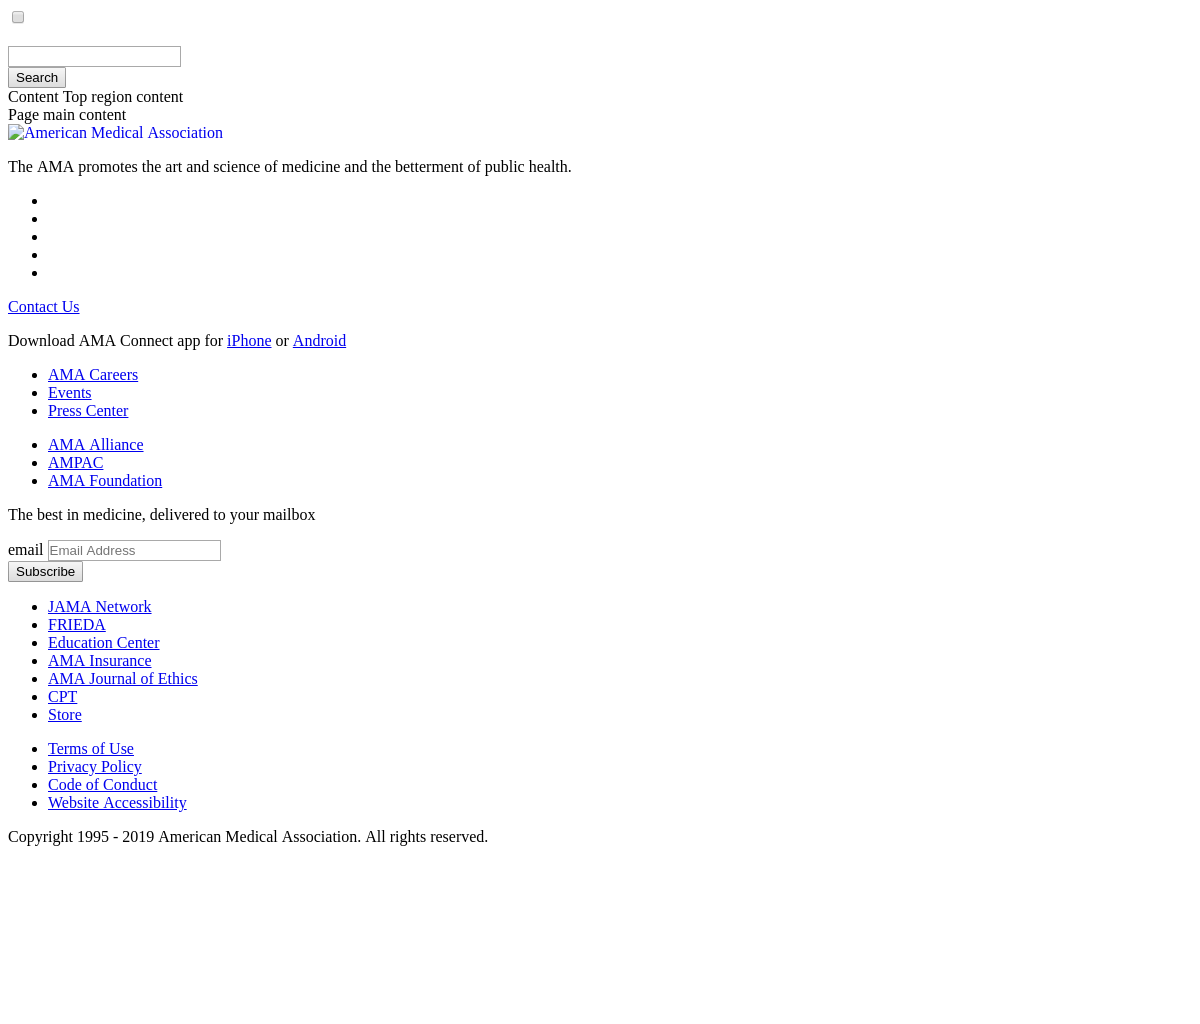 Search
Content Top region content
Page main content
American Medical Association
The AMA promotes the art and science of medicine and the betterment of public health.
Contact Us
Download AMA Connect app for iPhone or Android
AMA Careers
Events
Press Center
AMA Alliance
AMPAC
AMA Foundation
The best in medicine, delivered to your mailbox
email Email Address
Subscribe
JAMA Network
FRIEDA
Education Center
AMA Insurance
AMA Journal of Ethics
CPT
Store
Terms of Use
Privacy Policy
Code of Conduct
Website Accessibility
Copyright 1995 - 2019 American Medical Association. All rights reserved.